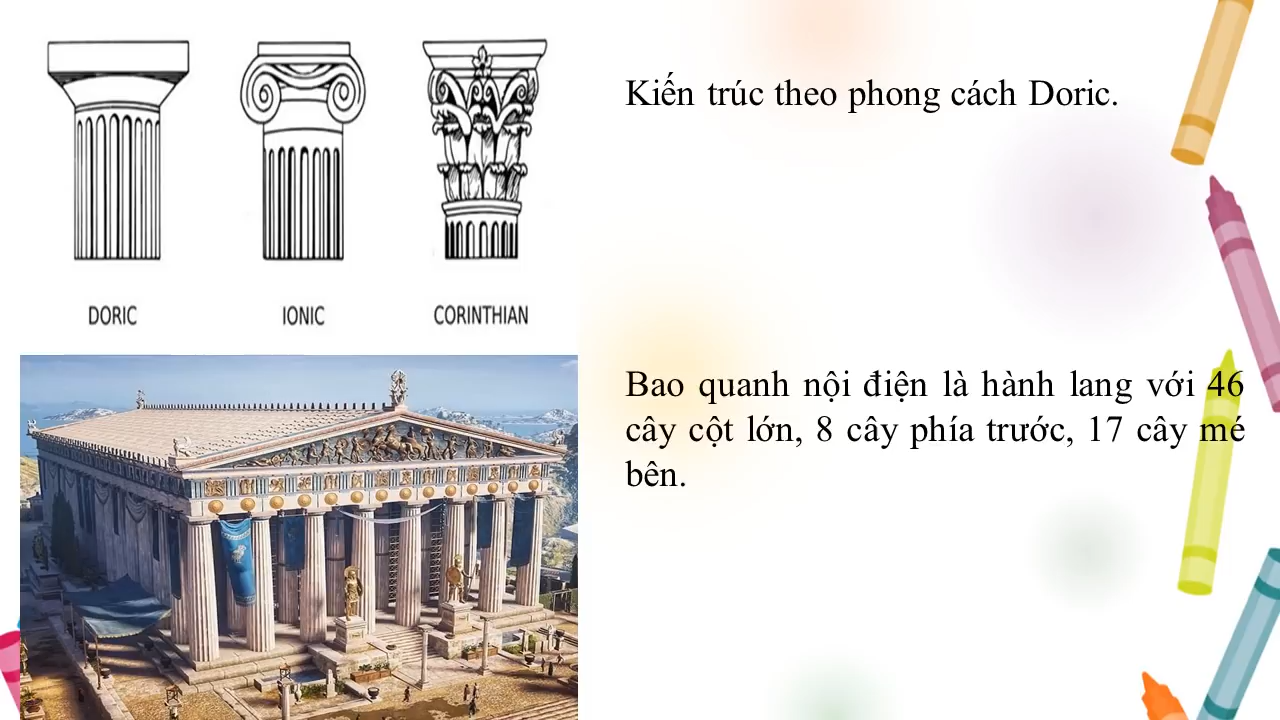 DORIC
IONIC
CORINTHIAN
Kiến trúc theo phong cách Doric.
Bao quanh nội điện là hành lang với 46
cây cột lớn, 8 cây phía trước, 17 cây mé
bên.